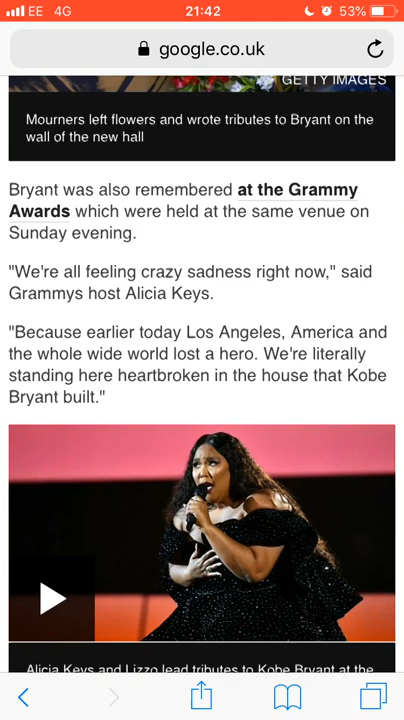 EE 4G 21:42 53%
google.co.uk
GETTY IMAGES
Mourners left flowers and wrote tributes to Bryant on the
wall of the new hall
Bryant was also remembered at the Grammy
Awards which were held at the same venue on
Sunday evening.
"We're all feeling crazy sadness right now," said
Grammys host Alicia Keys.
"Because earlier today Los Angeles, America and
the whole wide world lost a hero. We're literally
standing here heartbroken in the house that Kobe
Bryant built."
Alicia Keys and Lizzo lead tributes to Kobe Bryant at the